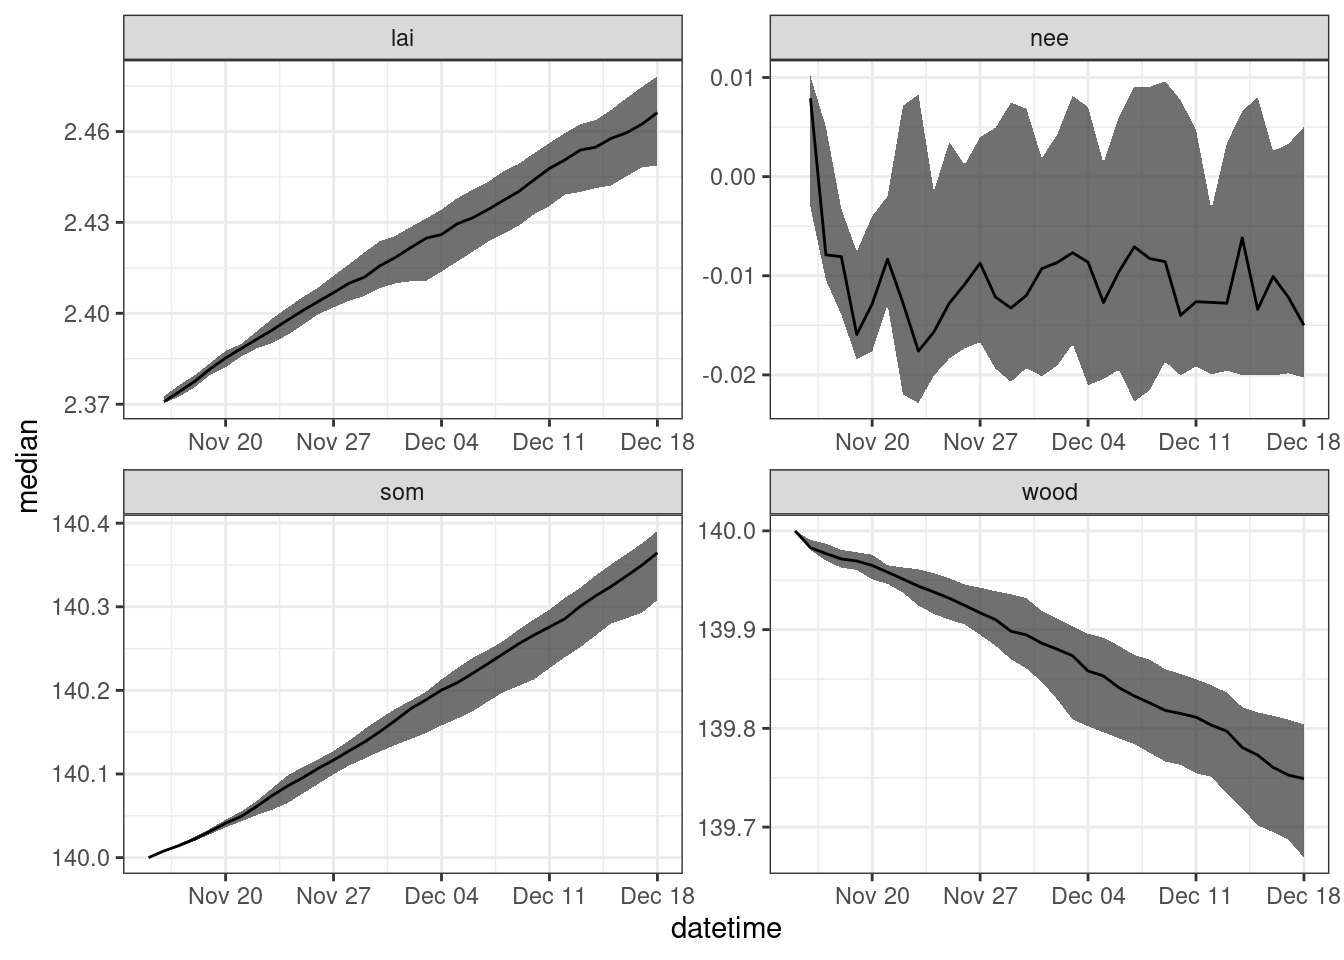 lai
nee
2.46
2.43
2.40
2.37
0.01
0.00
-0.01
-0.02
Nov 20 Nov 27 Dec 04 Dec 11 Dec 18
Nov 20 Nov 27 Dec 04 Dec 11 Dec 18
median
som
wood
140.4
140.3
140.2
140.1
140.0
140.0
139.9
139.8
139.7
Nov 20 Nov 27 Dec 04 Dec 11 Dec 18
Nov 20 Nov 27 Dec 04 Dec 11 Dec 18
datetime